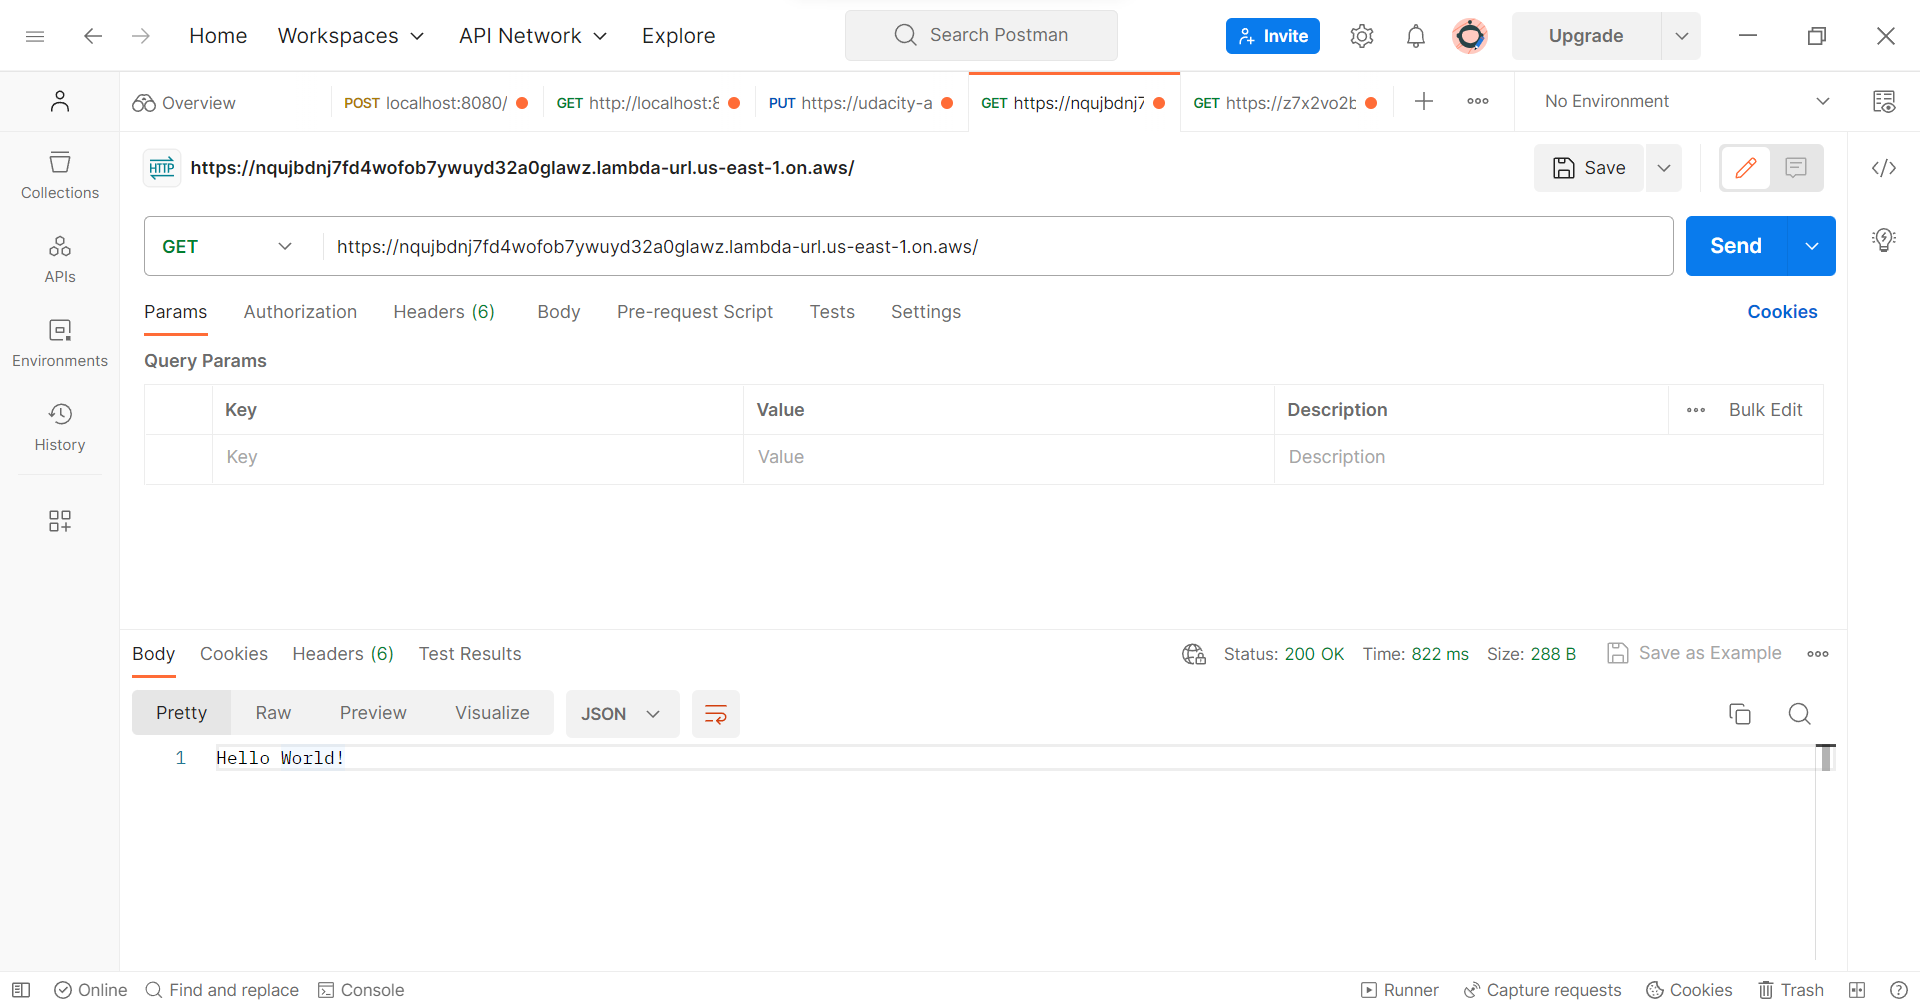 Home Workspaces API Network Explore Search Postman Invite Upgrade
Overview POST localhost:8080/ GET http://localhost:8 PUT https://udacity-a GET https://nqujbdnj7 GET https://z7x2vo2b No Environment
HTTP https://nqujbdnj7fd4wofob7ywuyd32a0glawz.lambda-url.us-east-1.on.aws/ Save
Collections
GET https://nqujbdnj7fd4wofob7ywuyd32a0glawz.lambda-url.us-east-1.on.aws/ Send
APIs
Params Authorization Headers (6) Body Pre-request Script Tests Settings Cookies
Environments
Query Params
Key Value Description Bulk Edit
History
Key Value Description
Body Cookies Headers (6) Test Results Status: 200 OK Time: 822 ms Size: 288 B Save as Example
Pretty Raw Preview Visualize JSON
1 Hello World!
Online Find and replace Console Runner Capture requests Cookies Trash